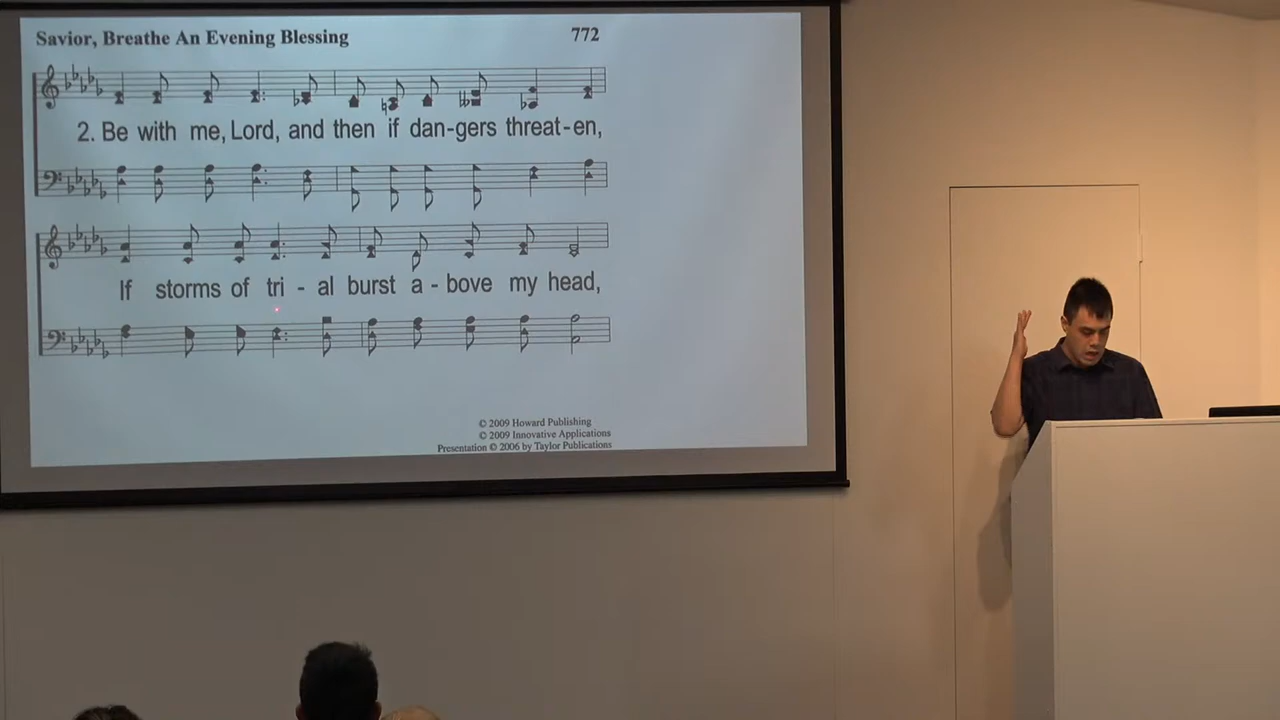 Savior, Breathe An Evening Blessing 772
2. Be with me, Lord, and then if dan-gers threat-en,
If storms of tri - al burst a - bove my head,
© 2009 Howard Publishing
© 2009 Innovative Applications
Presentation © 2006 by Taylor Publications